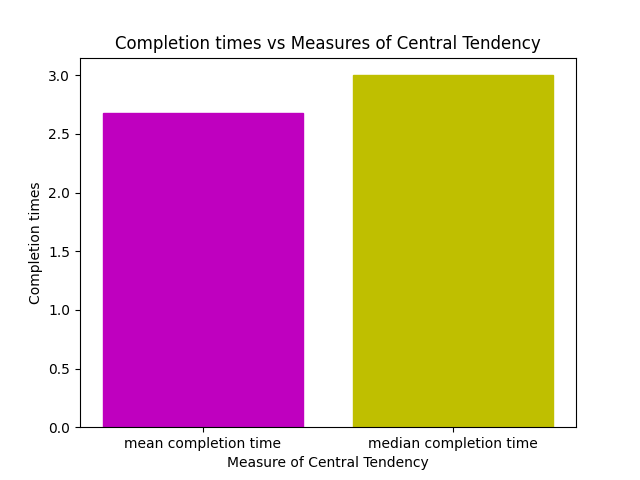 Completion times vs Measures of Central Tendency
3.0
2.5
2.0
1.5
1.0
0.5
0.0
Completion times
mean completion time
median completion time
Measure of Central Tendency